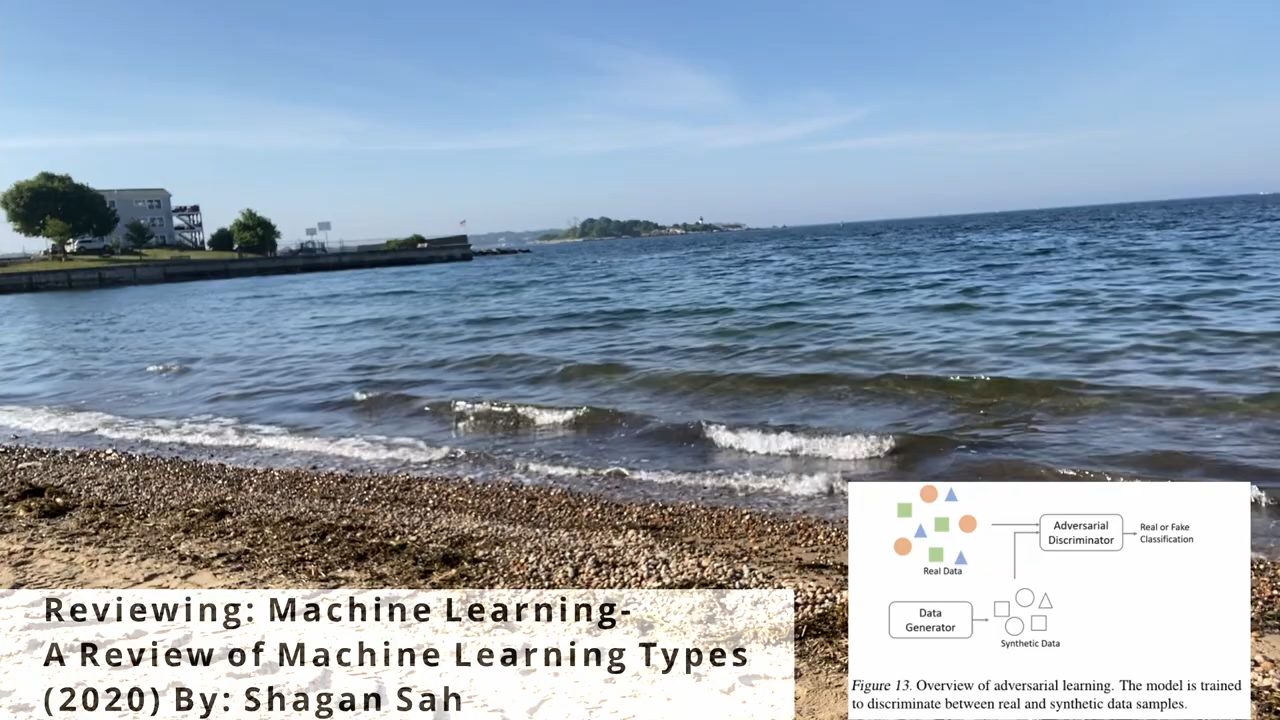 Reviewing: Machine Learning-
A Review of Machine Learning Types
(2020) By: Shagan Sah
Real Data
Adversarial
Discriminator
Real or Fake
Classification
Data
Generator
Synthetic Data
Figure 13. Overview of adversarial learning. The model is trained
to discriminate between real and synthetic data samples.